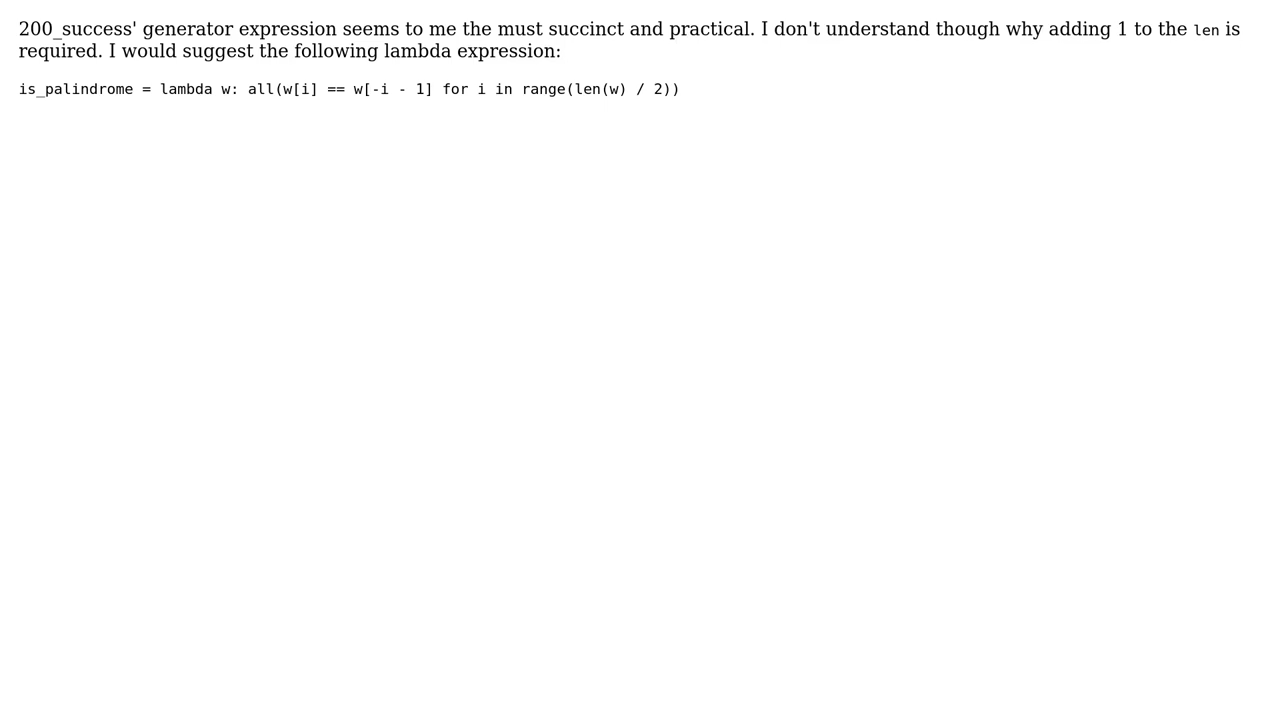 200_success' generator expression seems to me the must succinct and practical. I don't understand though why adding 1 to the len is
required. I would suggest the following lambda expression:
is_palindrome = lambda w: all(w[i] == w[-i - 1] for i in range(len(w) / 2))